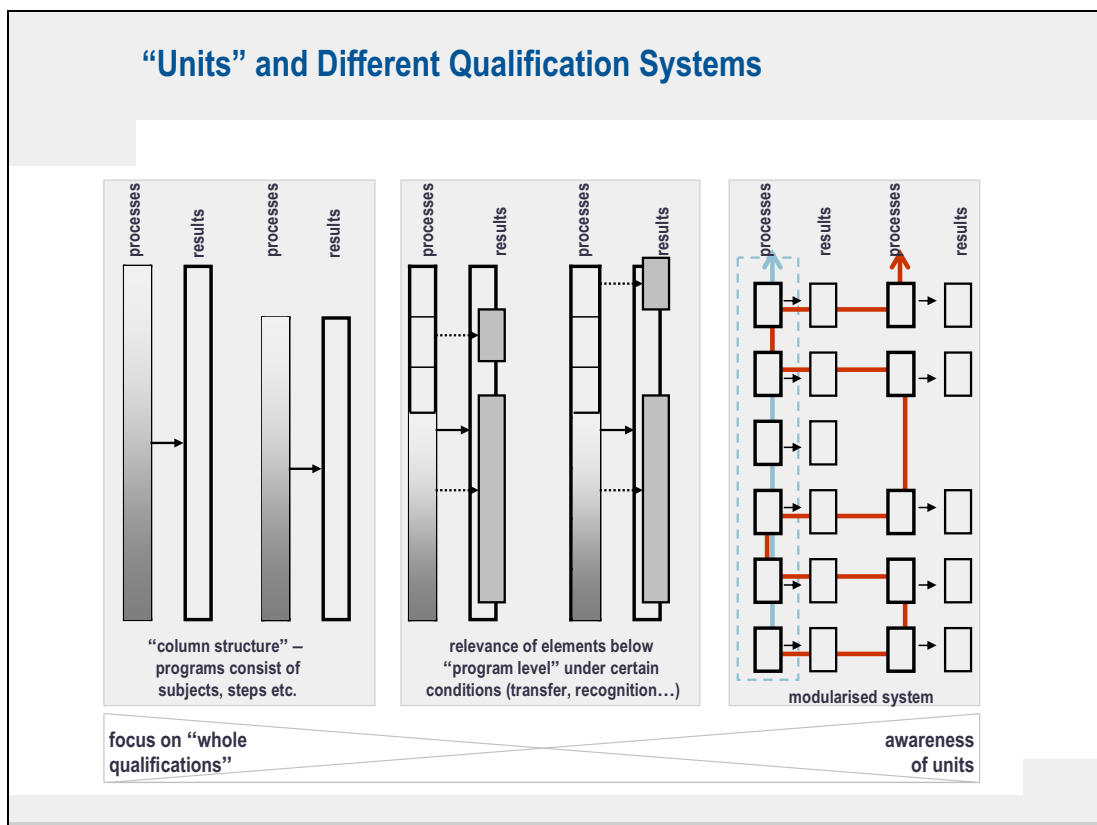 “Units” and Different Qualification Systems
processes
results
processes
results
processes
results
processes
results
processes
results
processes
results
“column structure” –
programs consist of
subjects, steps etc.
relevance of elements below
“program level” under certain
conditions (transfer, recognition…)
modularised system
focus on “whole
qualifications”
awareness
of units